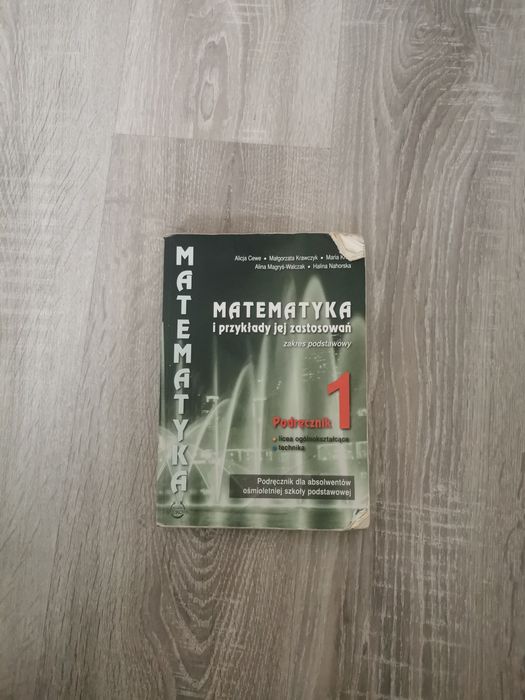 MATEMATYKA
Alicja Cewe • Małgorzata Krawczyk • Maria
Alina Magryś-Walczak • Halina Nahorska
MATEMATYKA
i przykłady jej zastosowań
zakres podstawowy
Podręcznik 1
licea ogólnokształcące
technika
Podręcznik dla absolwentów
ośmioletniej szkoły podstawowej